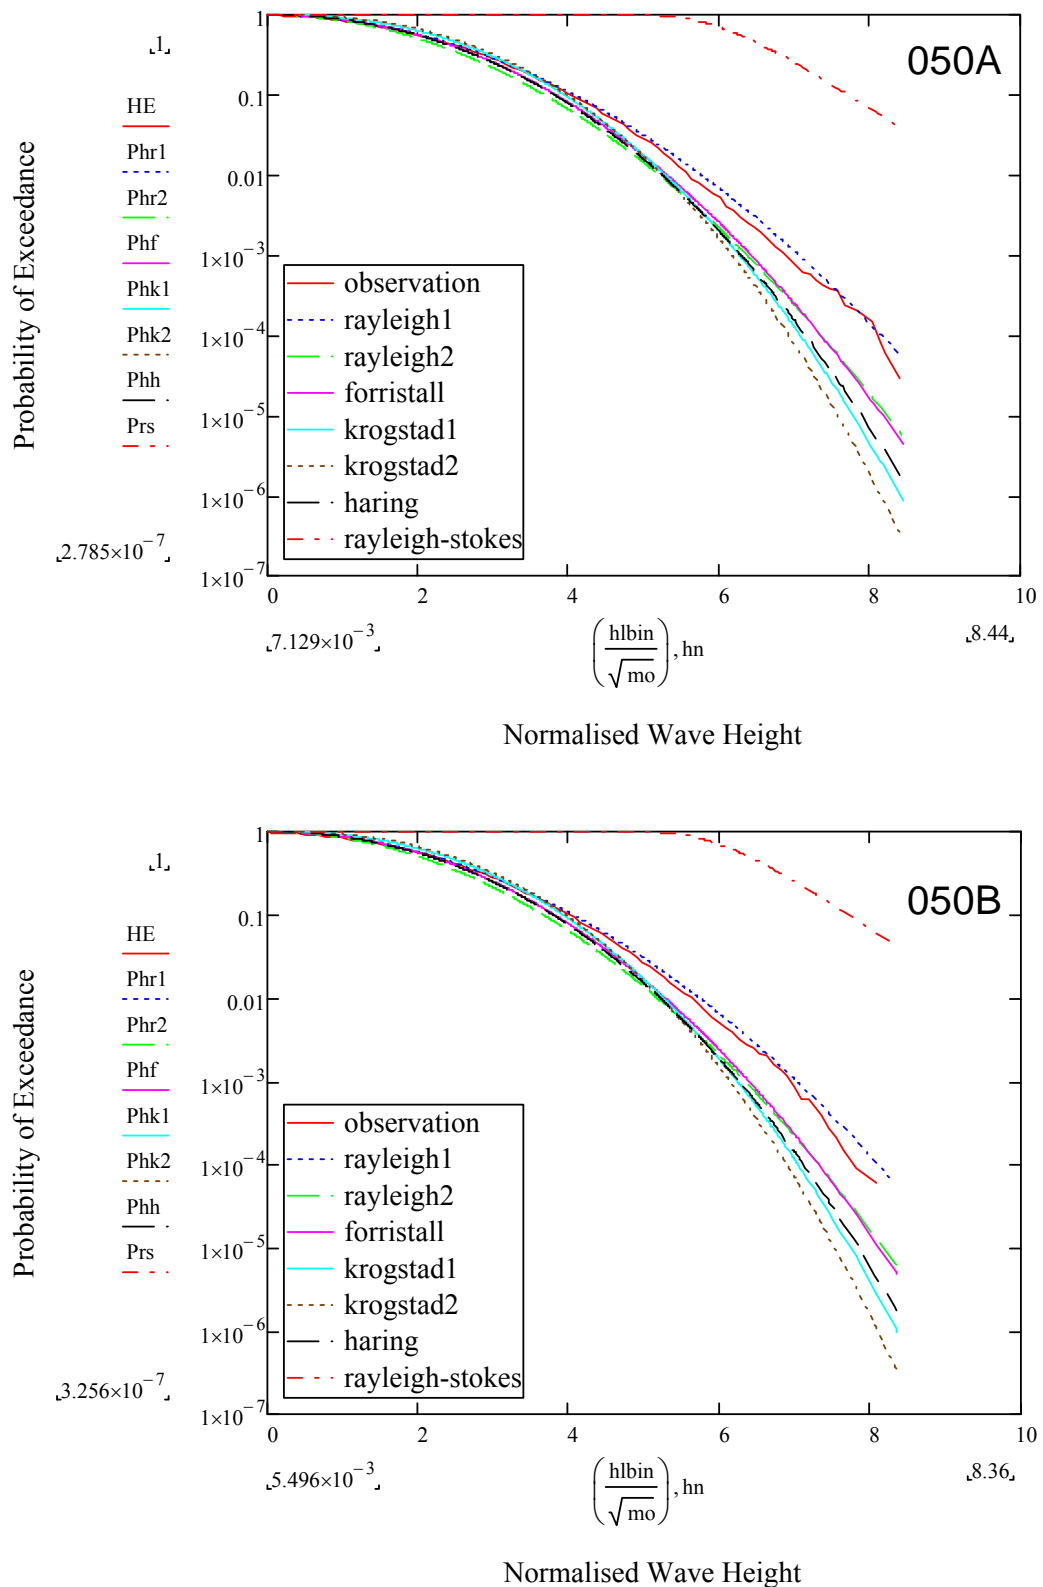 050A
1
0.1
0.01
1×10⁻³
1×10⁻⁴
1×10⁻⁵
1×10⁻⁶
1×10⁻⁷
1
HE
Phr1
Phr2
Phf
Phk1
Phk2
Phh
Prs
2.785×10⁻⁷
Probability of Exceedance
observation
rayleigh1
rayleigh2
forristall
krogstad1
krogstad2
haring
rayleigh-stokes
0 2 4 6 8 10
7.129×10⁻³
(hlbin/√mo), hn
8.44
Normalised Wave Height
050B
1
0.1
0.01
1×10⁻³
1×10⁻⁴
1×10⁻⁵
1×10⁻⁶
1×10⁻⁷
1
HE
Phr1
Phr2
Phf
Phk1
Phk2
Phh
Prs
3.256×10⁻⁷
Probability of Exceedance
observation
rayleigh1
rayleigh2
forristall
krogstad1
krogstad2
haring
rayleigh-stokes
0 2 4 6 8 10
5.496×10⁻³
(hlbin/√mo), hn
8.36
Normalised Wave Height